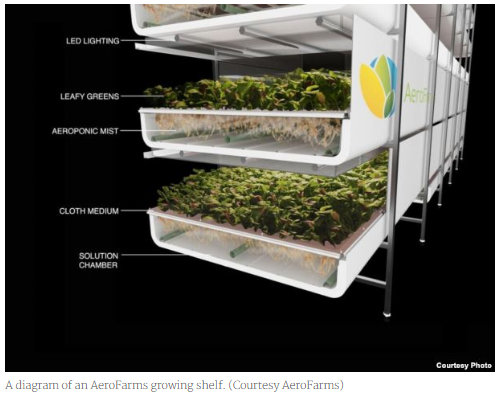 LED LIGHTING
LEAFY GREENS
AEROPONIC MIST
AeroFa
CLOTH MEDIUM
SOLUTION
CHAMBER
Courtesy Photo
A diagram of an AeroFarms growing shelf. (Courtesy AeroFarms)